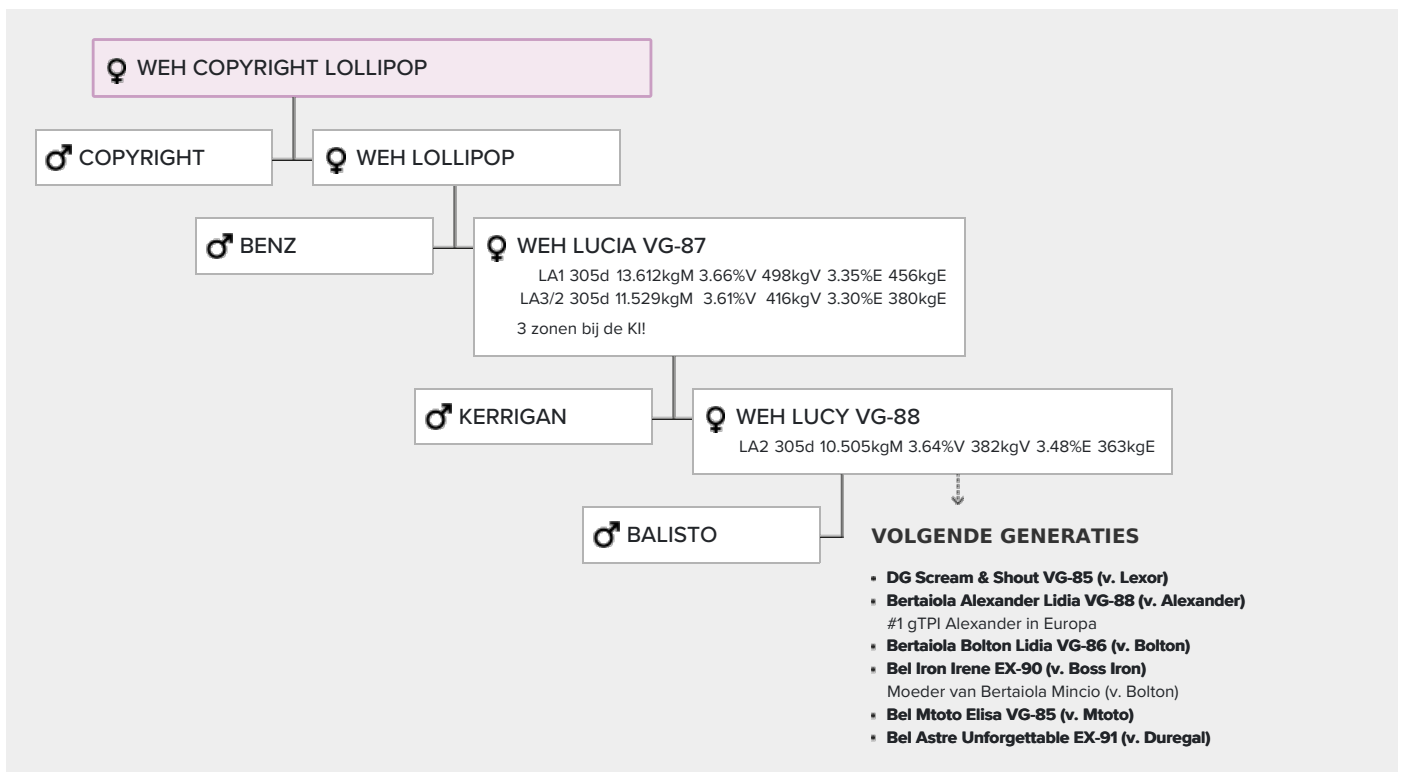 ♀ WEH COPYRIGHT LOLLIPOP
♂ COPYRIGHT
♀ WEH LOLLIPOP
♂ BENZ
♀ WEH LUCIA VG-87
LA1 305d 13.612kgM 3.66%V 498kgV 3.35%E 456kgE
LA3/2 305d 11.529kgM 3.61%V 416kgV 3.30%E 380kgE
3 zonen bij de KI!
♂ KERRIGAN
♀ WEH LUCY VG-88
LA2 305d 10.505kgM 3.64%V 382kgV 3.48%E 363kgE
♂ BALISTO
VOLGENDE GENERATIES
• DG Scream & Shout VG-85 (v. Lexor)
• Bertaiola Alexander Lidia VG-88 (v. Alexander)
#1 gTPI Alexander in Europa
• Bertaiola Bolton Lidia VG-86 (v. Bolton)
• Bel Iron Irene EX-90 (v. Boss Iron)
Moeder van Bertaiola Mincio (v. Bolton)
• Bel Mtoto Elisa VG-85 (v. Mtoto)
• Bel Astre Unforgettable EX-91 (v. Duregal)